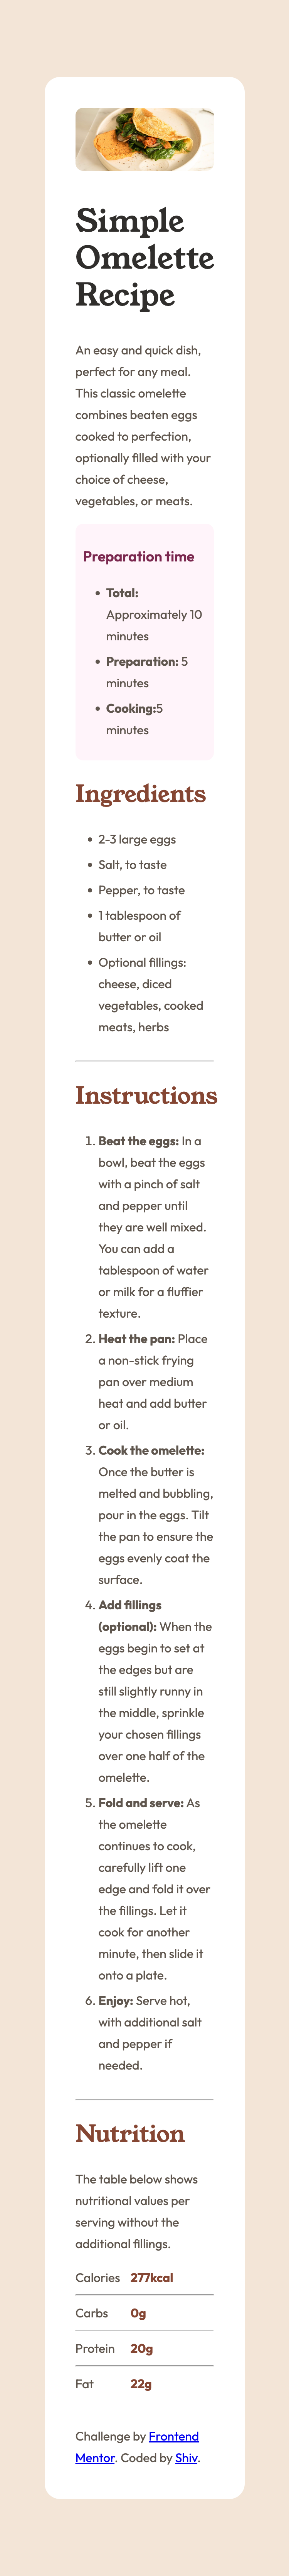 Simple
Omelette
Recipe
An easy and quick dish,
perfect for any meal.
This classic omelette
combines beaten eggs
cooked to perfection,
optionally filled with your
choice of cheese,
vegetables, or meats.
Preparation time
• Total:
Approximately 10
minutes
• Preparation: 5
minutes
• Cooking:5
minutes
Ingredients
• 2-3 large eggs
• Salt, to taste
• Pepper, to taste
• 1 tablespoon of
butter or oil
• Optional fillings:
cheese, diced
vegetables, cooked
meats, herbs
Instructions
1. Beat the eggs: In a
bowl, beat the eggs
with a pinch of salt
and pepper until
they are well mixed.
You can add a
tablespoon of water
or milk for a fluffier
texture.
2. Heat the pan: Place
a non-stick frying
pan over medium
heat and add butter
or oil.
3. Cook the omelette:
Once the butter is
melted and bubbling,
pour in the eggs. Tilt
the pan to ensure the
eggs evenly coat the
surface.
4. Add fillings
(optional): When the
eggs begin to set at
the edges but are
still slightly runny in
the middle, sprinkle
your chosen fillings
over one half of the
omelette.
5. Fold and serve: As
the omelette
continues to cook,
carefully lift one
edge and fold it over
the fillings. Let it
cook for another
minute, then slide it
onto a plate.
6. Enjoy: Serve hot,
with additional salt
and pepper if
needed.
Nutrition
The table below shows
nutritional values per
serving without the
additional fillings.
Calories 277kcal
Carbs 0g
Protein 20g
Fat 22g
Challenge by Frontend
Mentor. Coded by Shiv.